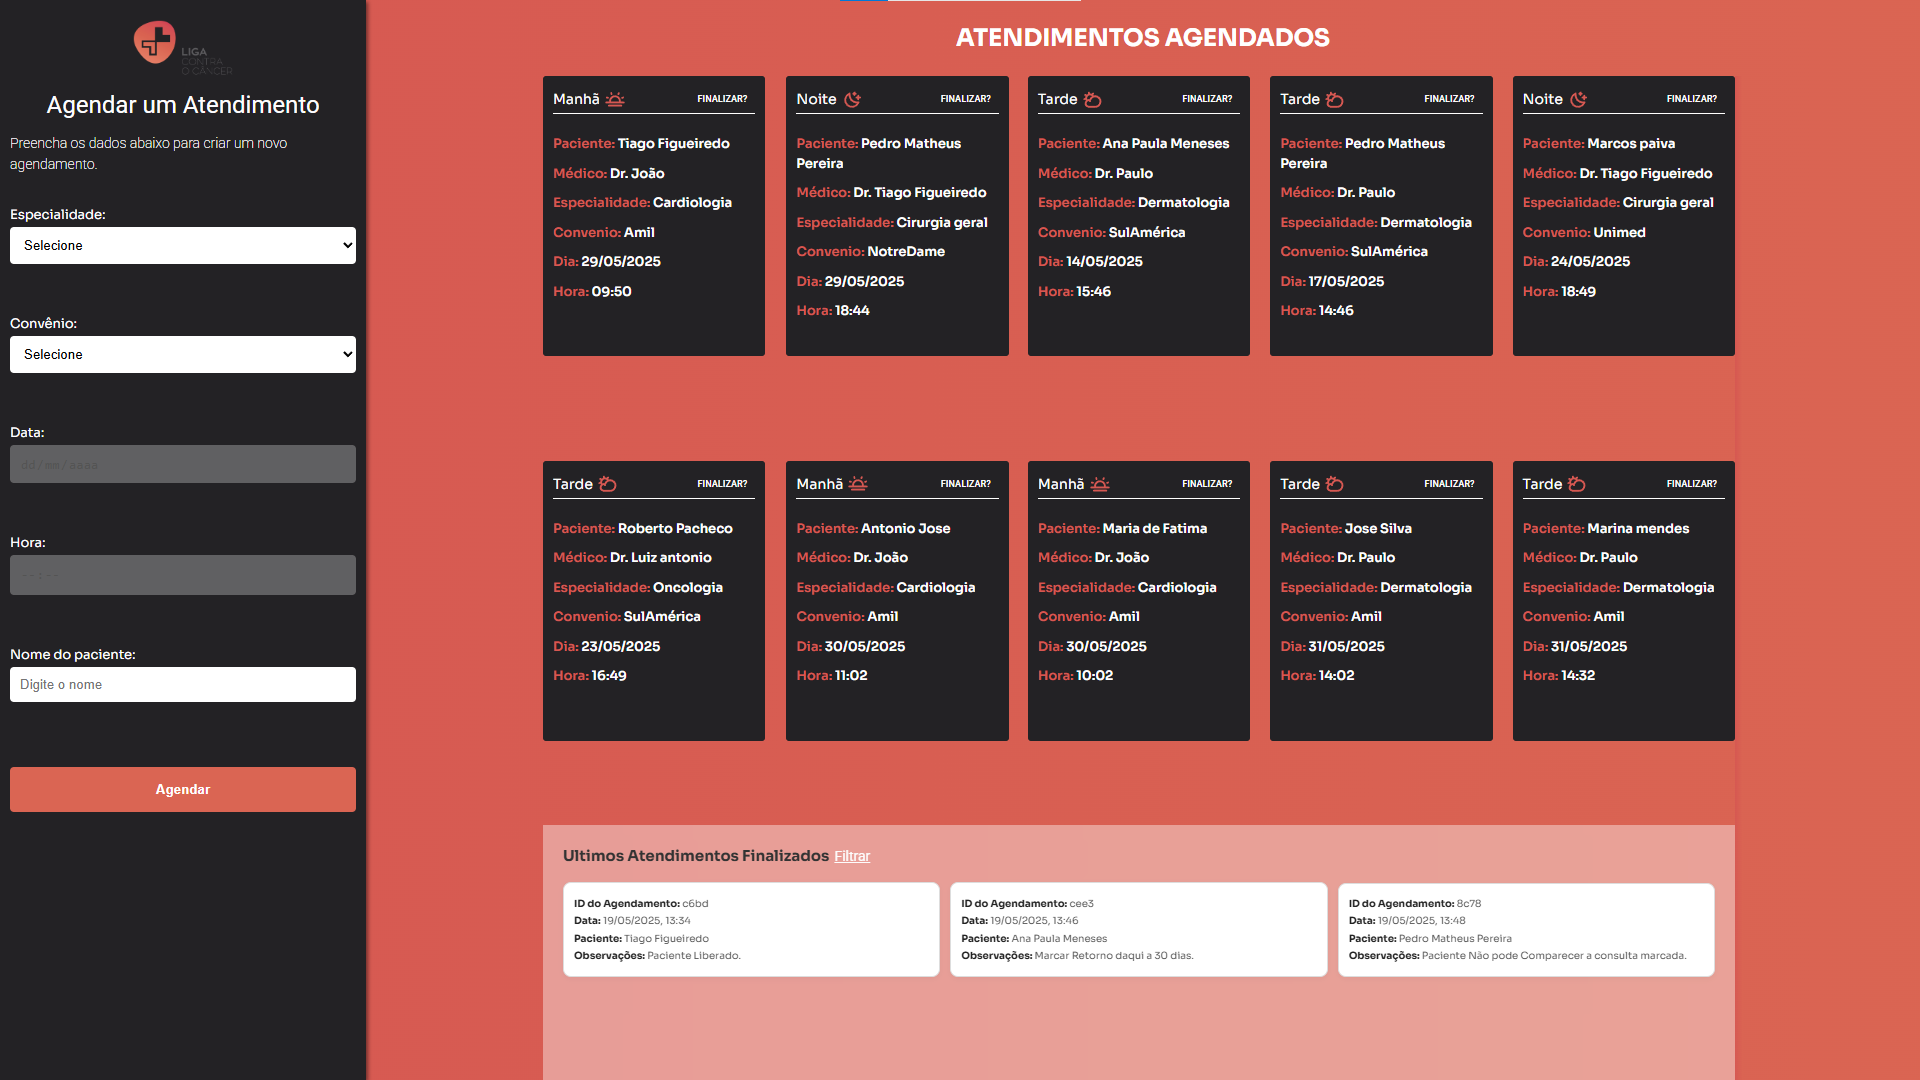 LIGA
CONTRA
O CÂNCER
Agendar um Atendimento
Preencha os dados abaixo para criar um novo
agendamento.
Especialidade:
Selecione
Convênio:
Selecione
Data:
dd/mm/aaaa
Hora:
--:--
Nome do paciente:
Digite o nome
Agendar
ATENDIMENTOS AGENDADOS
Manhã FINALIZAR?
Paciente: Tiago Figueiredo
Médico: Dr. João
Especialidade: Cardiologia
Convenio: Amil
Dia: 29/05/2025
Hora: 09:50
Noite FINALIZAR?
Paciente: Pedro Matheus
Pereira
Médico: Dr. Tiago Figueiredo
Especialidade: Cirurgia geral
Convenio: NotreDame
Dia: 29/05/2025
Hora: 18:44
Tarde FINALIZAR?
Paciente: Ana Paula Meneses
Médico: Dr. Paulo
Especialidade: Dermatologia
Convenio: SulAmérica
Dia: 14/05/2025
Hora: 15:46
Tarde FINALIZAR?
Paciente: Pedro Matheus
Pereira
Médico: Dr. Paulo
Especialidade: Dermatologia
Convenio: SulAmérica
Dia: 17/05/2025
Hora: 14:46
Noite FINALIZAR?
Paciente: Marcos paiva
Médico: Dr. Tiago Figueiredo
Especialidade: Cirurgia geral
Convenio: Unimed
Dia: 24/05/2025
Hora: 18:49
Tarde FINALIZAR?
Paciente: Roberto Pacheco
Médico: Dr. Luiz antonio
Especialidade: Oncologia
Convenio: SulAmérica
Dia: 23/05/2025
Hora: 16:49
Manhã FINALIZAR?
Paciente: Antonio Jose
Médico: Dr. João
Especialidade: Cardiologia
Convenio: Amil
Dia: 30/05/2025
Hora: 11:02
Manhã FINALIZAR?
Paciente: Maria de Fatima
Médico: Dr. João
Especialidade: Cardiologia
Convenio: Amil
Dia: 30/05/2025
Hora: 10:02
Tarde FINALIZAR?
Paciente: Jose Silva
Médico: Dr. Paulo
Especialidade: Dermatologia
Convenio: Amil
Dia: 31/05/2025
Hora: 14:02
Tarde FINALIZAR?
Paciente: Marina mendes
Médico: Dr. Paulo
Especialidade: Dermatologia
Convenio: Amil
Dia: 31/05/2025
Hora: 14:32
Ultimos Atendimentos Finalizados Filtrar
ID do Agendamento: c6bd
Data: 19/05/2025, 13:34
Paciente: Tiago Figueiredo
Observações: Paciente Liberado.
ID do Agendamento: cee3
Data: 19/05/2025, 13:46
Paciente: Ana Paula Meneses
Observações: Marcar Retorno daqui a 30 dias.
ID do Agendamento: 8c78
Data: 19/05/2025, 13:48
Paciente: Pedro Matheus Pereira
Observações: Paciente Não pode Comparecer a consulta marcada.